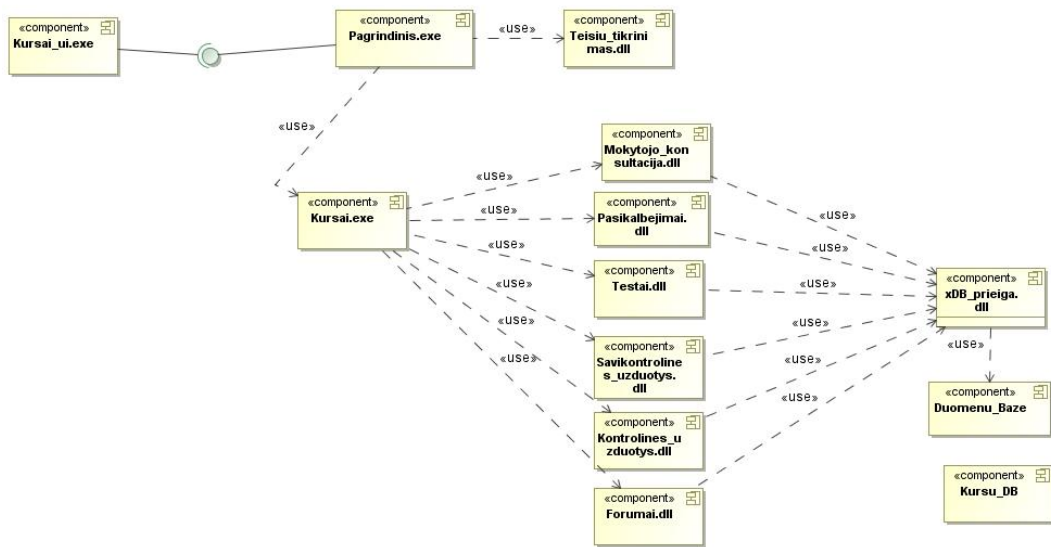 «component»
Kursai_ui.exe
«component»
Pagrindinis.exe
«use»
«component»
Teisiu_tikrini
mas.dll
«use»
«component»
Kursai.exe
«use»
«component»
Mokytojo_kon
sultacija.dll
«use»
«use»
«component»
Pasikalbejimai.
dll
«use»
«use»
«component»
Testai.dll
«use»
«component»
xDB_prieiga.
dll
«use»
«component»
Savikontroline
s_uzduotys.
dll
«use»
«use»
«use»
«component»
Kontrolines_u
zduotys.dll
«use»
«use»
«component»
Forumai.dll
«component»
Duomenu_Baze
«component»
Kursu_DB